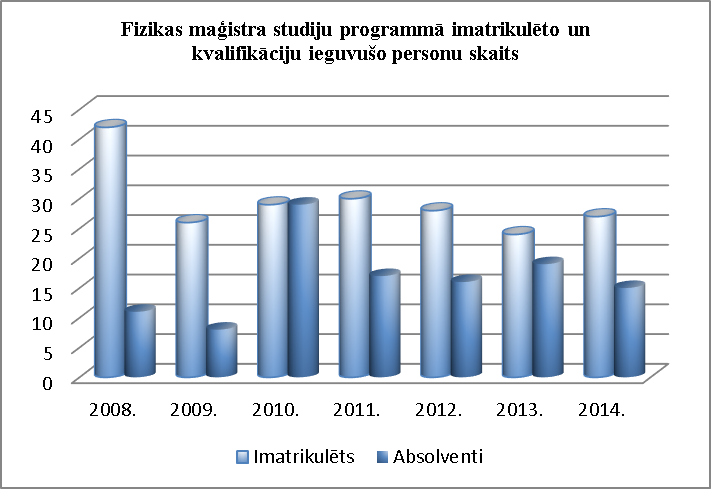 Fizikas maģistra studiju programmā imatrikulēto un
kvalifikāciju ieguvušo personu skaits
45
40
35
30
25
20
15
10
5
0
2008. 2009. 2010. 2011. 2012. 2013. 2014.
Imatrikulēts Absolventi